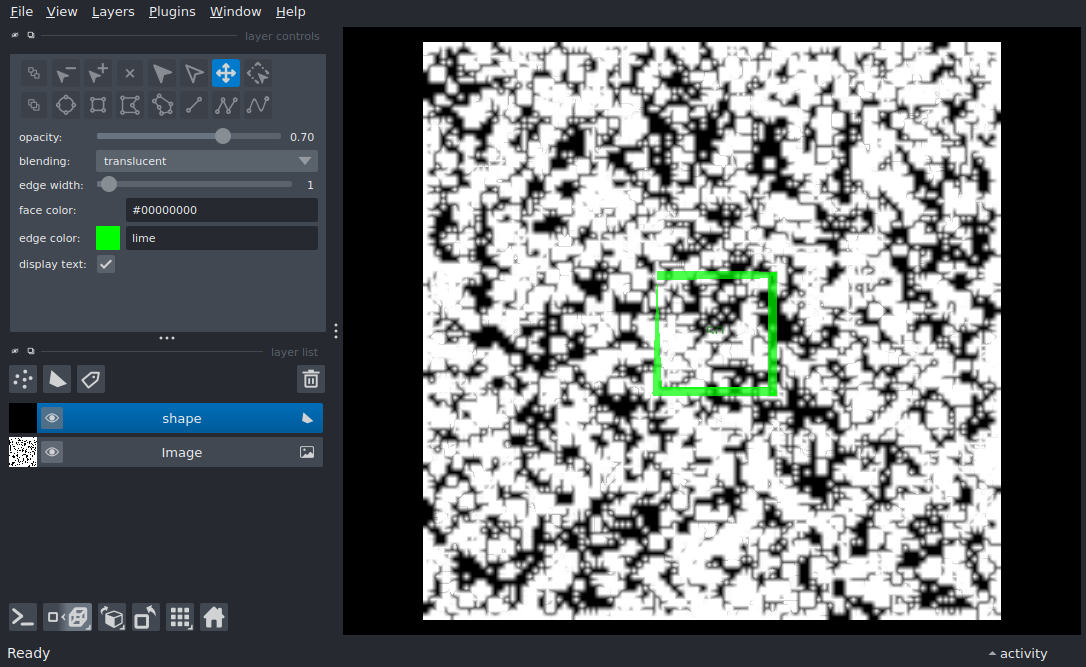 File View Layers Plugins Window Help
layer controls
opacity: 0.70
blending: translucent
edge width: 1
face color: #00000000
edge color: lime
display text:
layer list
shape
Image
Ready
activity